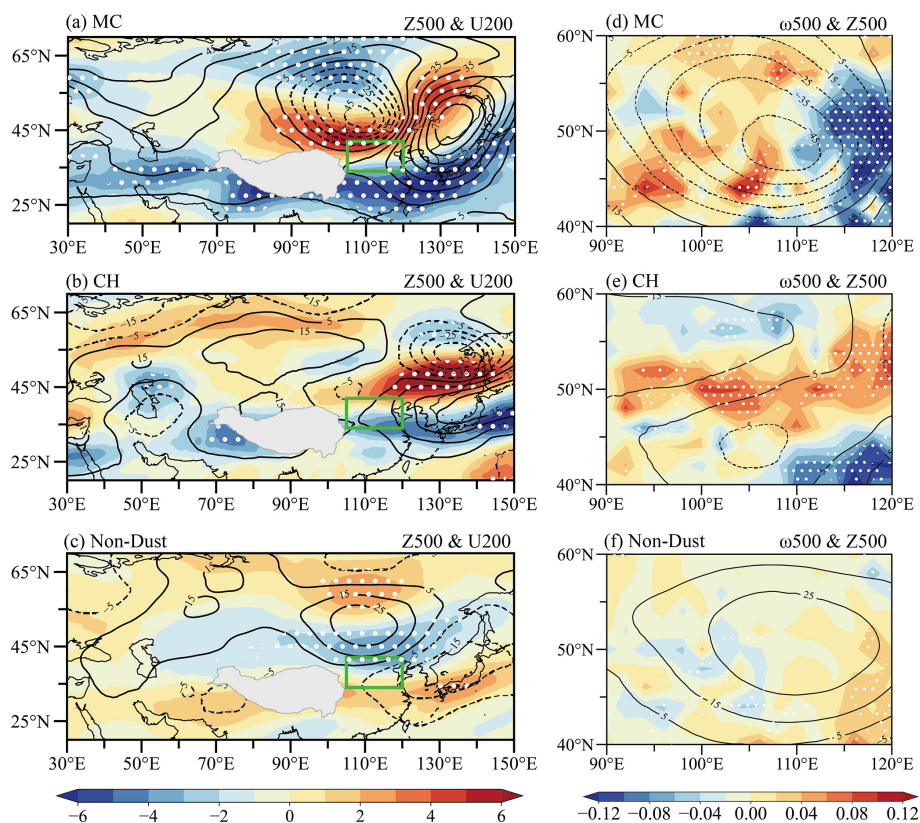 (a) MC Z500 & U200
65°N
45°N
25°N
30°E 50°E 70°E 90°E 110°E 130°E 150°E
(d) MC ω500 & Z500
60°N
50°N
40°N
90°E 100°E 110°E 120°E
(b) CH Z500 & U200
65°N
45°N
25°N
30°E 50°E 70°E 90°E 110°E 130°E 150°E
(e) CH ω500 & Z500
60°N
50°N
40°N
90°E 100°E 110°E 120°E
(c) Non-Dust Z500 & U200
65°N
45°N
25°N
30°E 50°E 70°E 90°E 110°E 130°E 150°E
(f) Non-Dust ω500 & Z500
60°N
50°N
40°N
25
90°E 100°E 110°E 120°E
−6 −4 −2 0 2 4 6
−0.12 −0.08 −0.04 0.00 0.04 0.08 0.12